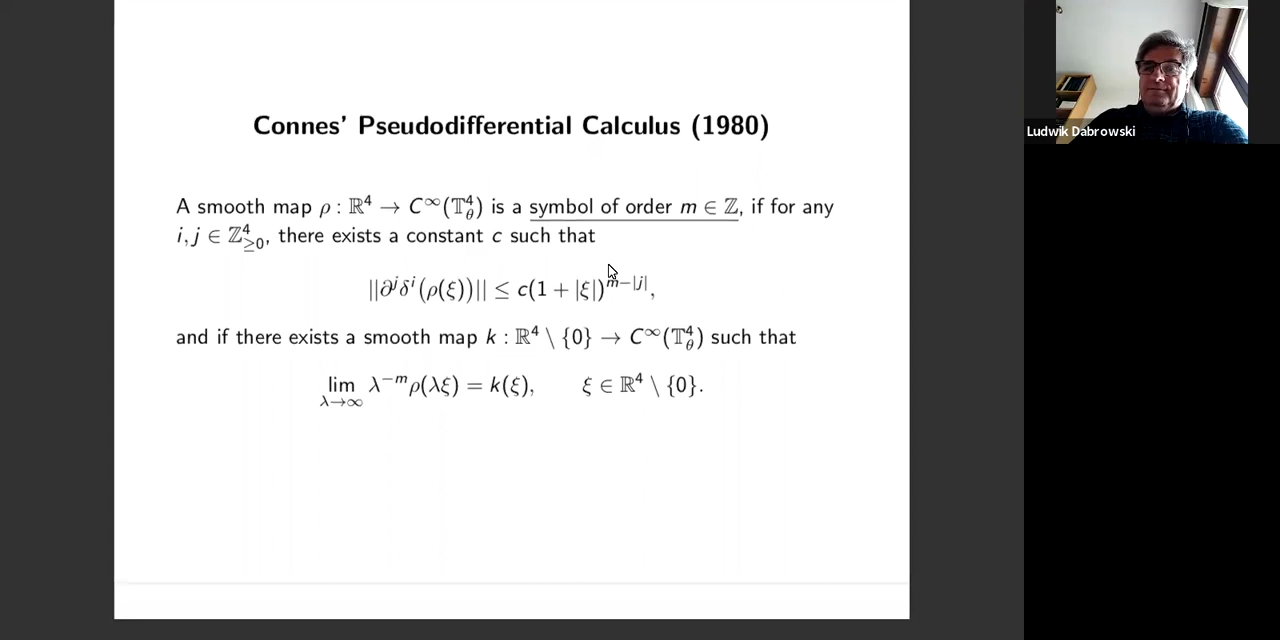 Connes' Pseudodifferential Calculus (1980)
A smooth map ρ : ℝ⁴ → C^∞(𝕋⁴_θ) is a symbol of order m ∈ ℤ, if for any
i, j ∈ ℤ⁴_≥0, there exists a constant c such that
||∂ʲδⁱ(ρ(ξ))|| ≤ c(1 + |ξ|)^{m−|j|},
and if there exists a smooth map k : ℝ⁴ \ {0} → C^∞(𝕋⁴_θ) such that
lim_{λ→∞} λ^{−m}ρ(λξ) = k(ξ), ξ ∈ ℝ⁴ \ {0}.
Ludwik Dabrowski